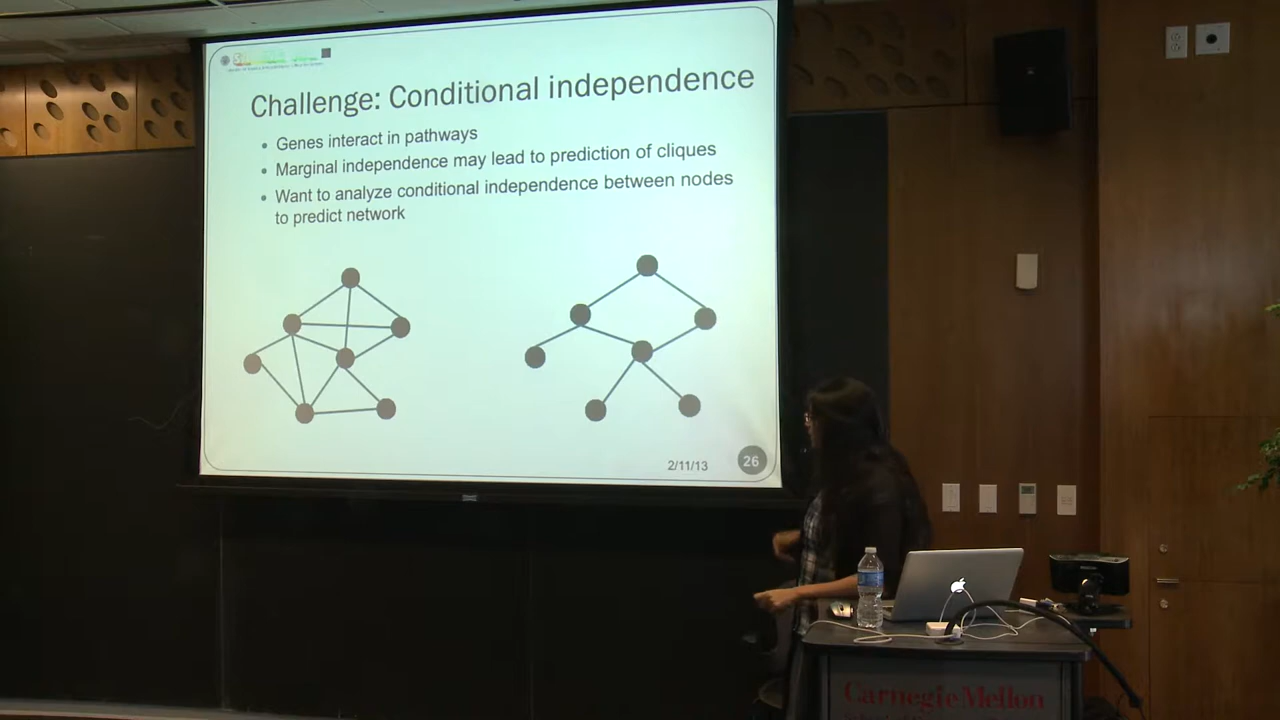 Challenge: Conditional independence
• Genes interact in pathways
• Marginal independence may lead to prediction of cliques
• Want to analyze conditional independence between nodes
to predict network
2/11/13
26
Carnegie Mellon